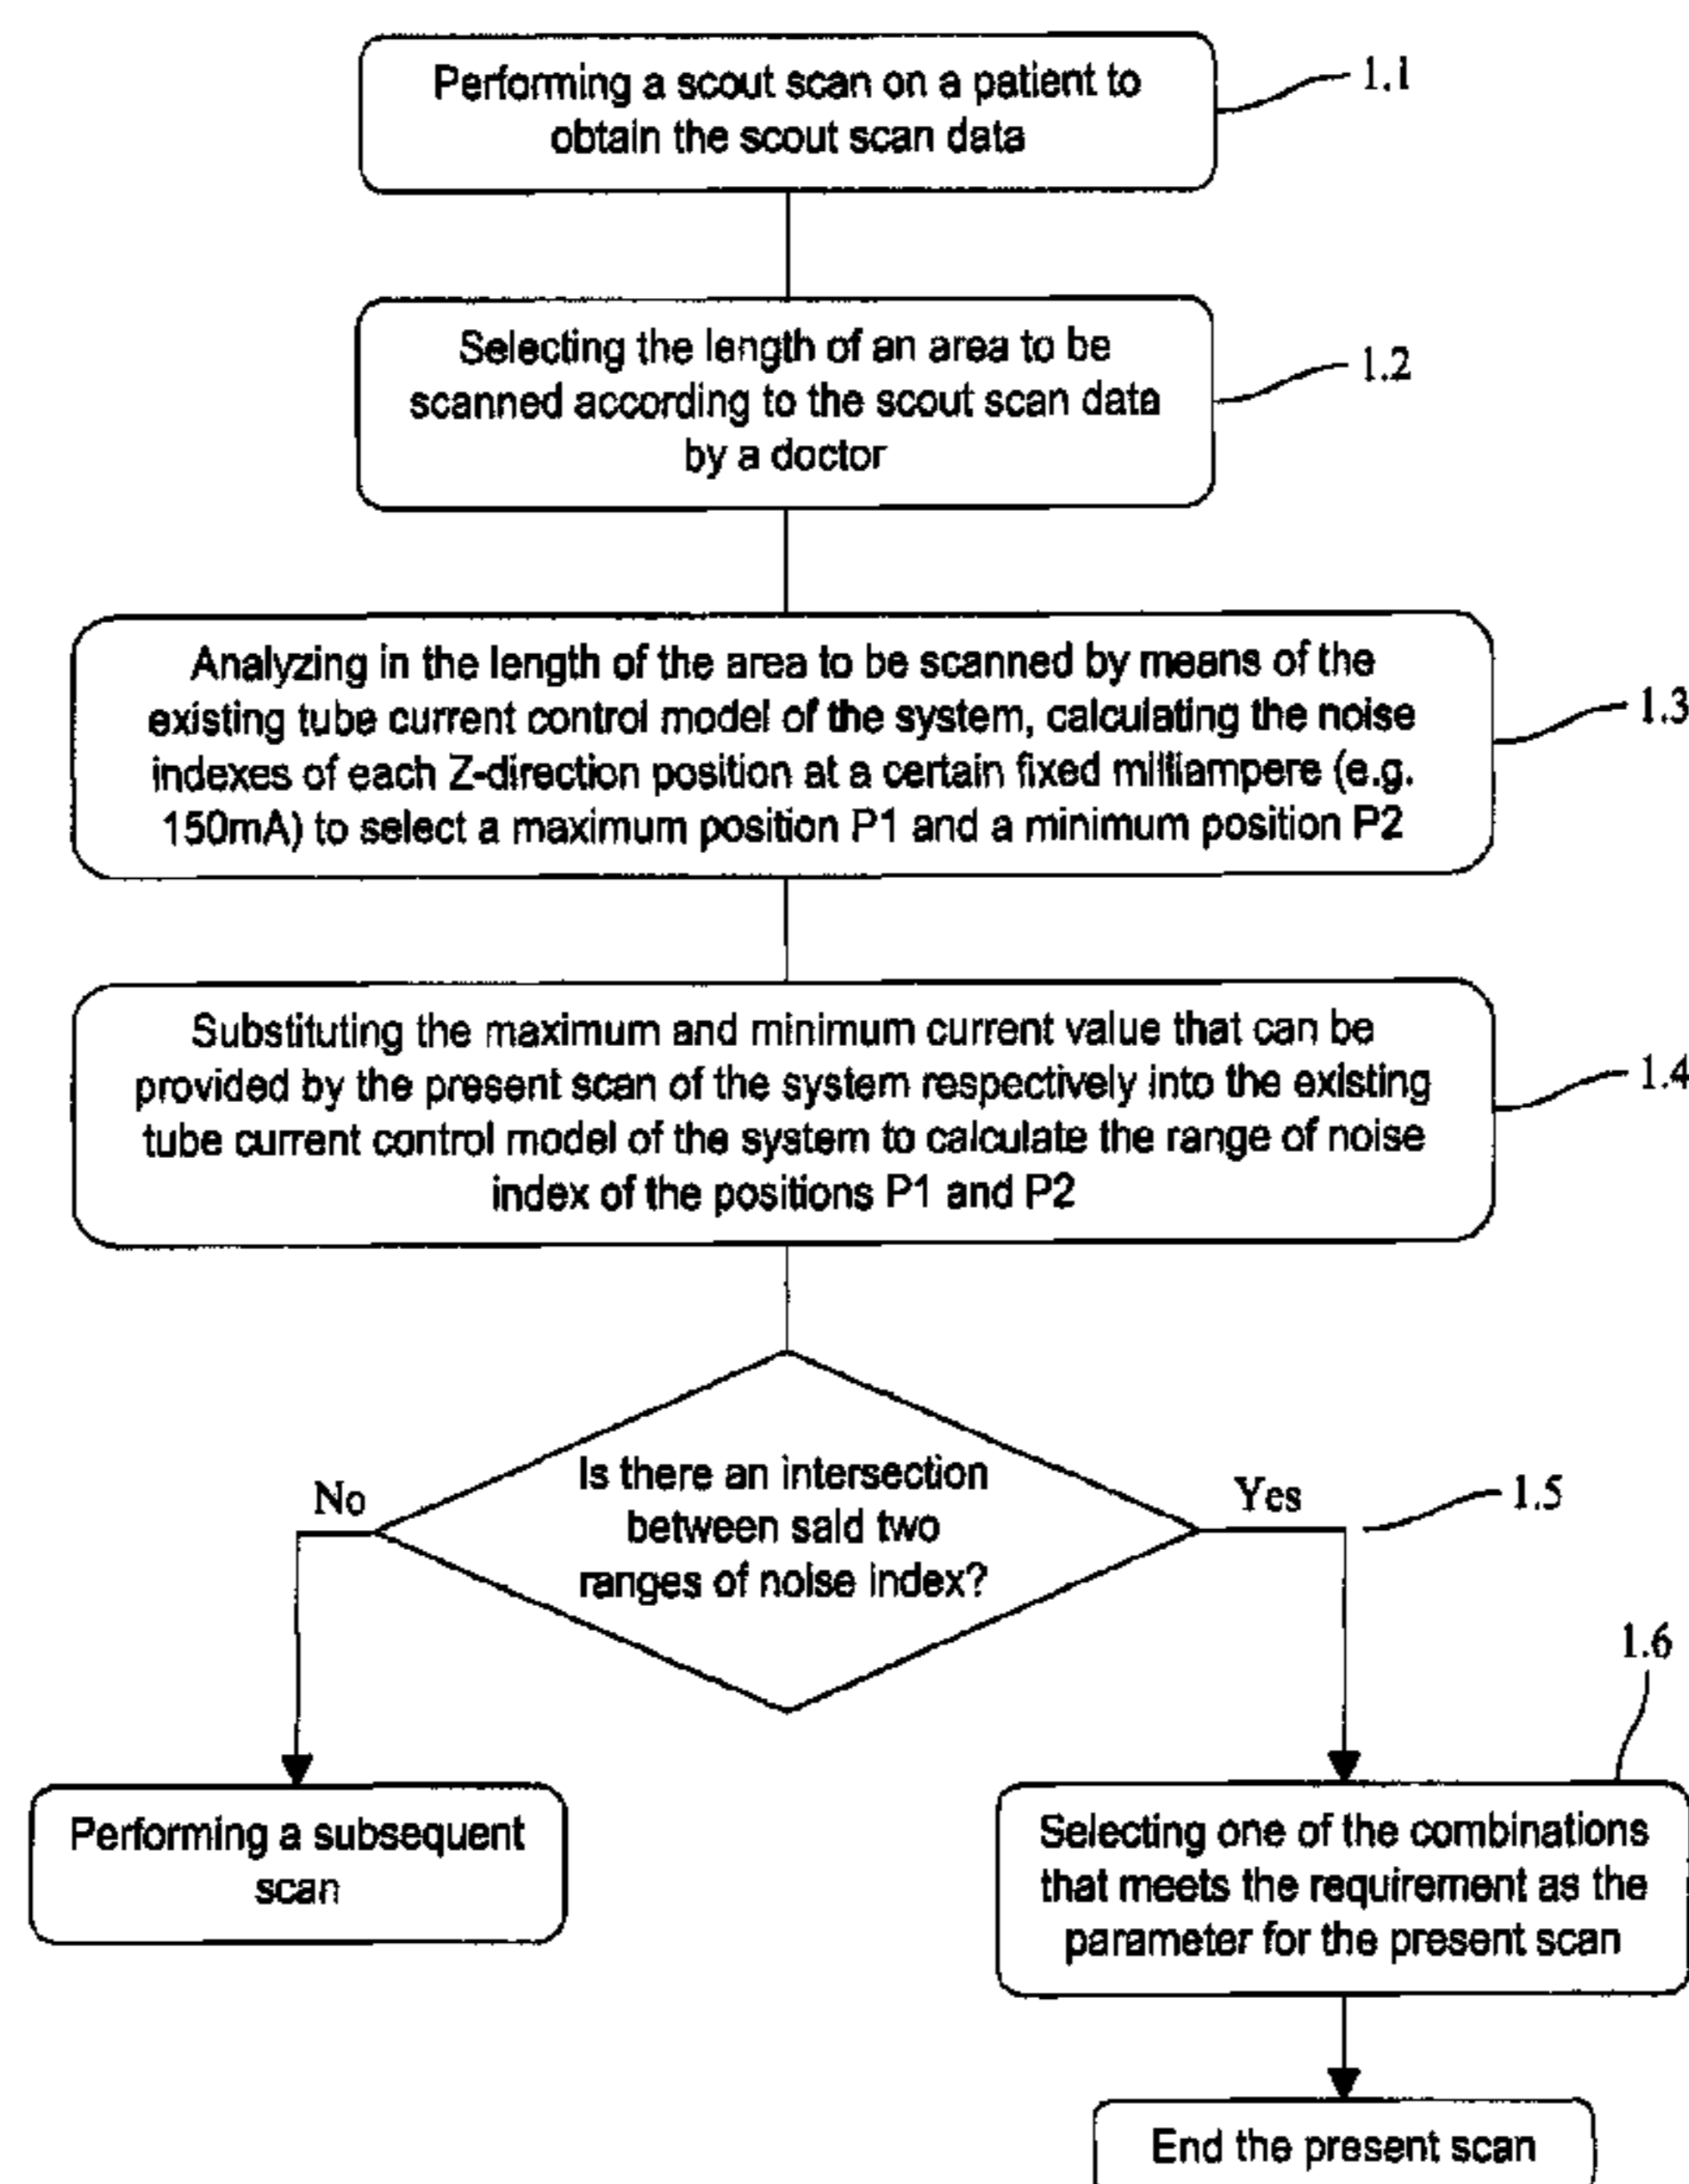 Performing a scout scan on a patient to
obtain the scout scan data
1.1
Selecting the length of an area to be
scanned according to the scout scan data
by a doctor
1.2
Analyzing in the length of the area to be scanned by means of the
existing tube current control model of the system, calculating the noise
indexes of each Z-direction position at a certain fixed milliampere (e.g.
150mA) to select a maximum position P1 and a minimum position P2
1.3
Substituting the maximum and minimum current value that can be
provided by the present scan of the system respectively into the existing
tube current control model of the system to calculate the range of noise
index of the positions P1 and P2
1.4
Is there an intersection
between said two
ranges of noise index?
No
Yes
1.5
1.6
Performing a subsequent
scan
Selecting one of the combinations
that meets the requirement as the
parameter for the present scan
End the present scan